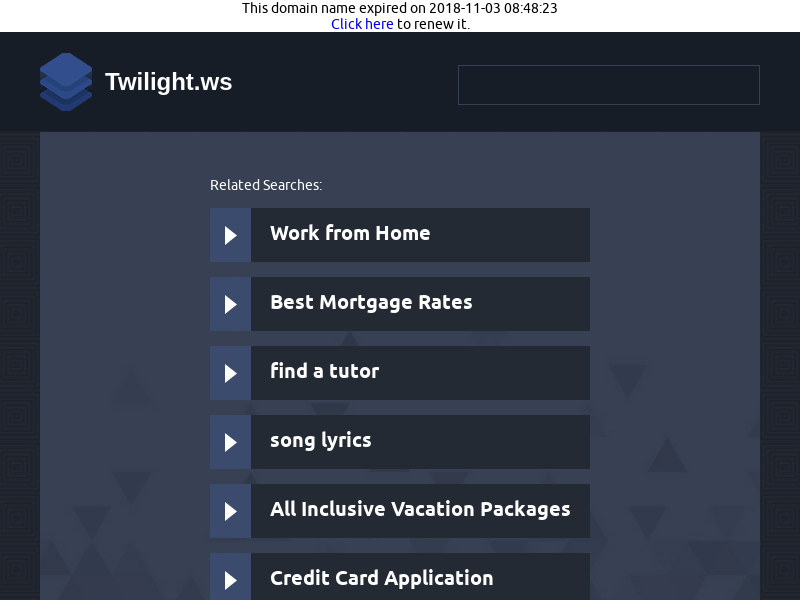 This domain name expired on 2018-11-03 08:48:23
Click here to renew it.
Twilight.ws
Related Searches:
Work from Home
Best Mortgage Rates
find a tutor
song lyrics
All Inclusive Vacation Packages
Credit Card Application